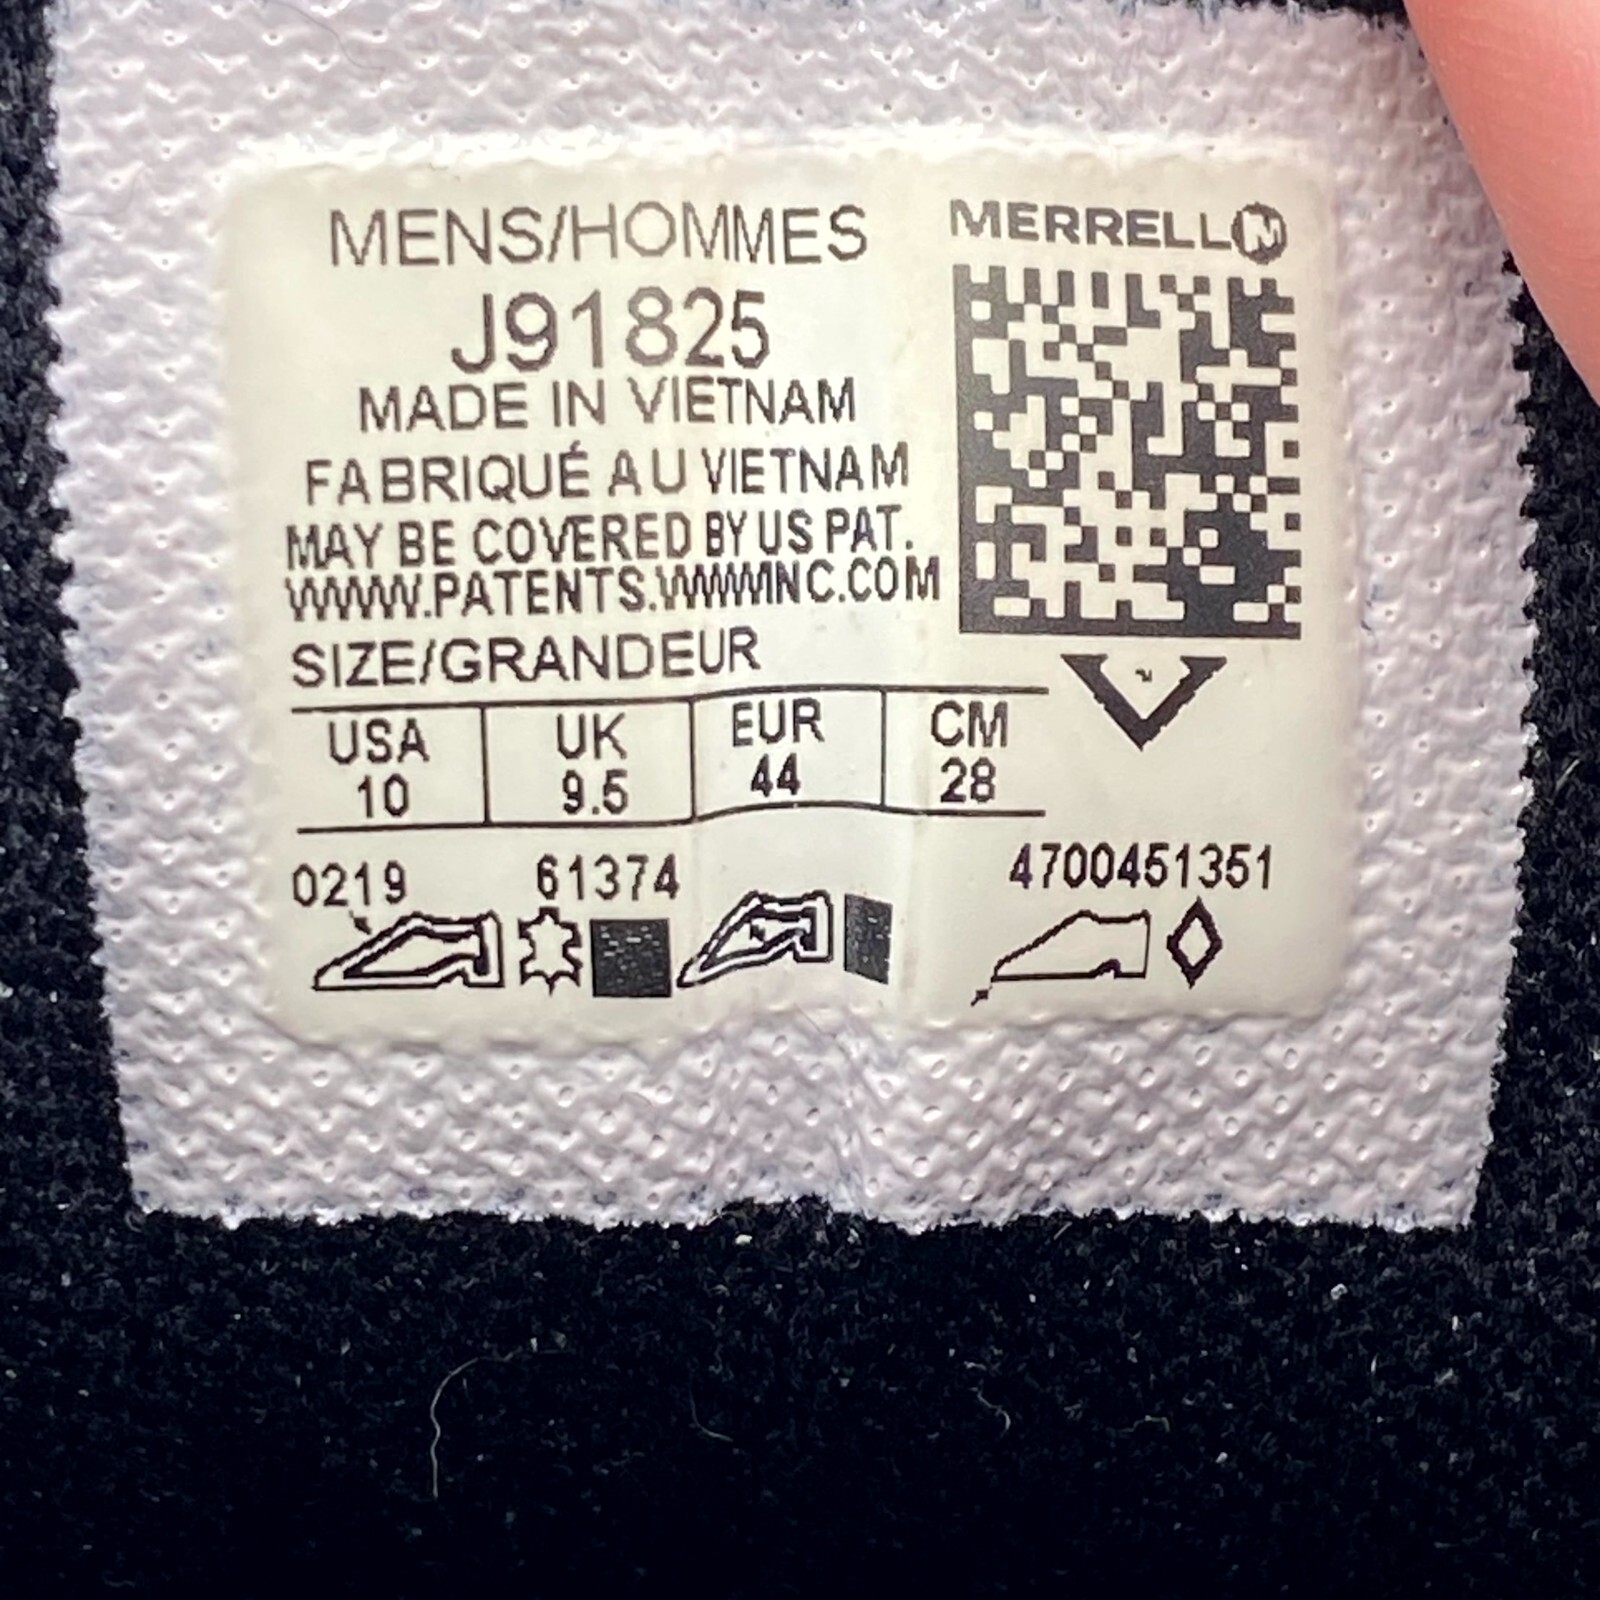 MENS/HOMMES
J91825
MADE IN VIETNAM
FABRIQUÉ AU VIETNAM
MAY BE COVERED BY US PAT.
WWW.PATENTS.WWWINC.COM
MERRELL
SIZE/GRANDEUR
USA UK EUR CM
10 9.5 44 28
0219 61374 4700451351